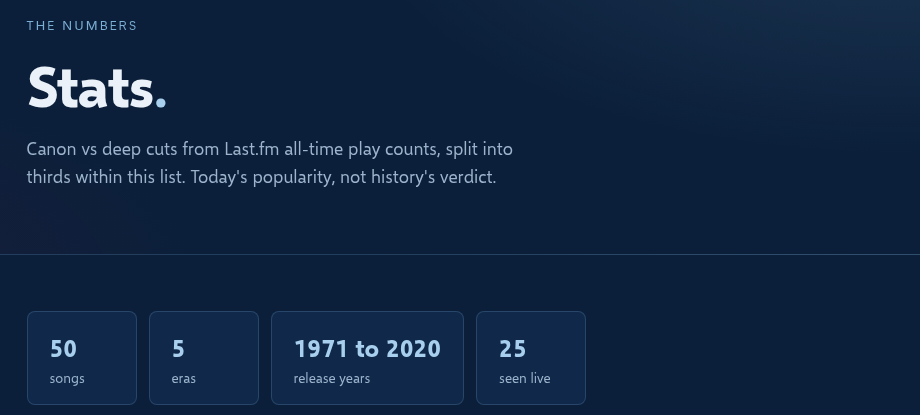 THE NUMBERS
Stats.
Canon vs deep cuts from Last.fm all-time play counts, split into
thirds within this list. Today's popularity, not history's verdict.
50
songs
5
eras
1971 to 2020
release years
25
seen live